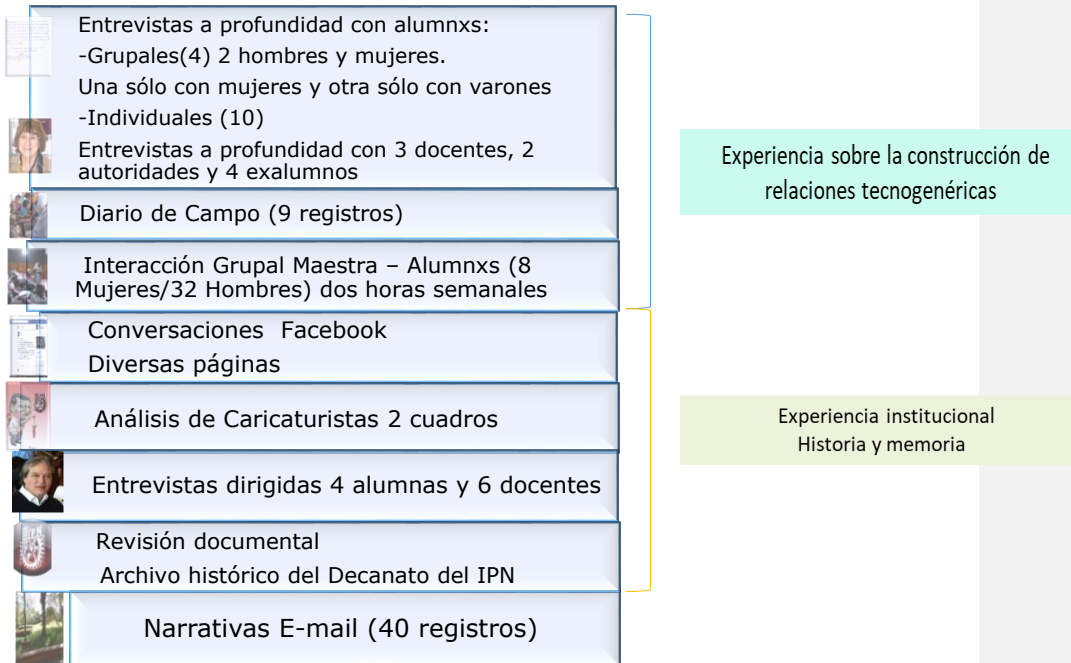 Entrevistas a profundidad con alumnxs:
-Grupales(4) 2 hombres y mujeres.
Una sólo con mujeres y otra sólo con varones
-Individuales (10)
Entrevistas a profundidad con 3 docentes, 2
autoridades y 4 exalumnos
Diario de Campo (9 registros)
Interacción Grupal Maestra – Alumnxs (8
Mujeres/32 Hombres) dos horas semanales
Experiencia sobre la construcción de
relaciones tecnogenéricas
Conversaciones Facebook
Diversas páginas
Análisis de Caricaturistas 2 cuadros
Entrevistas dirigidas 4 alumnas y 6 docentes
Revisión documental
Archivo histórico del Decanato del IPN
Experiencia institucional
Historia y memoria
Narrativas E-mail (40 registros)